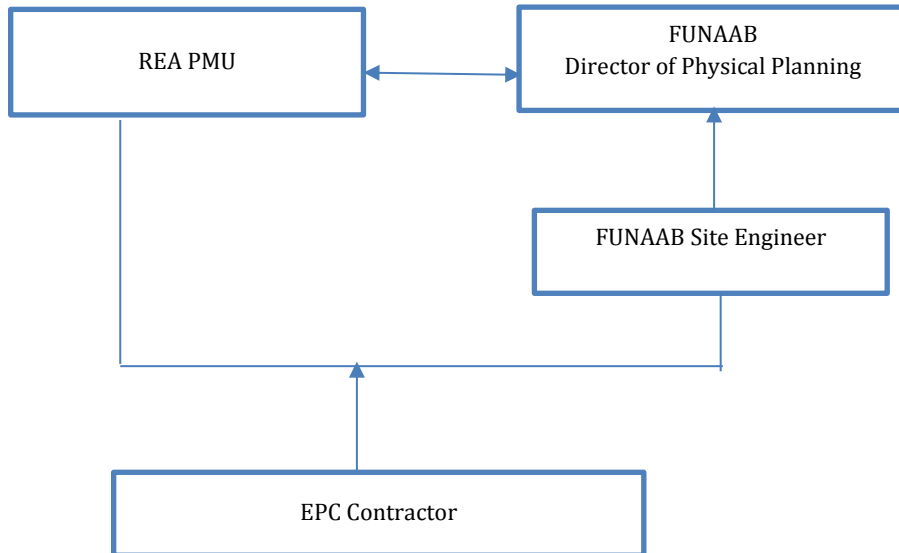 REA PMU
FUNAAB
Director of Physical Planning
FUNAAB Site Engineer
EPC Contractor